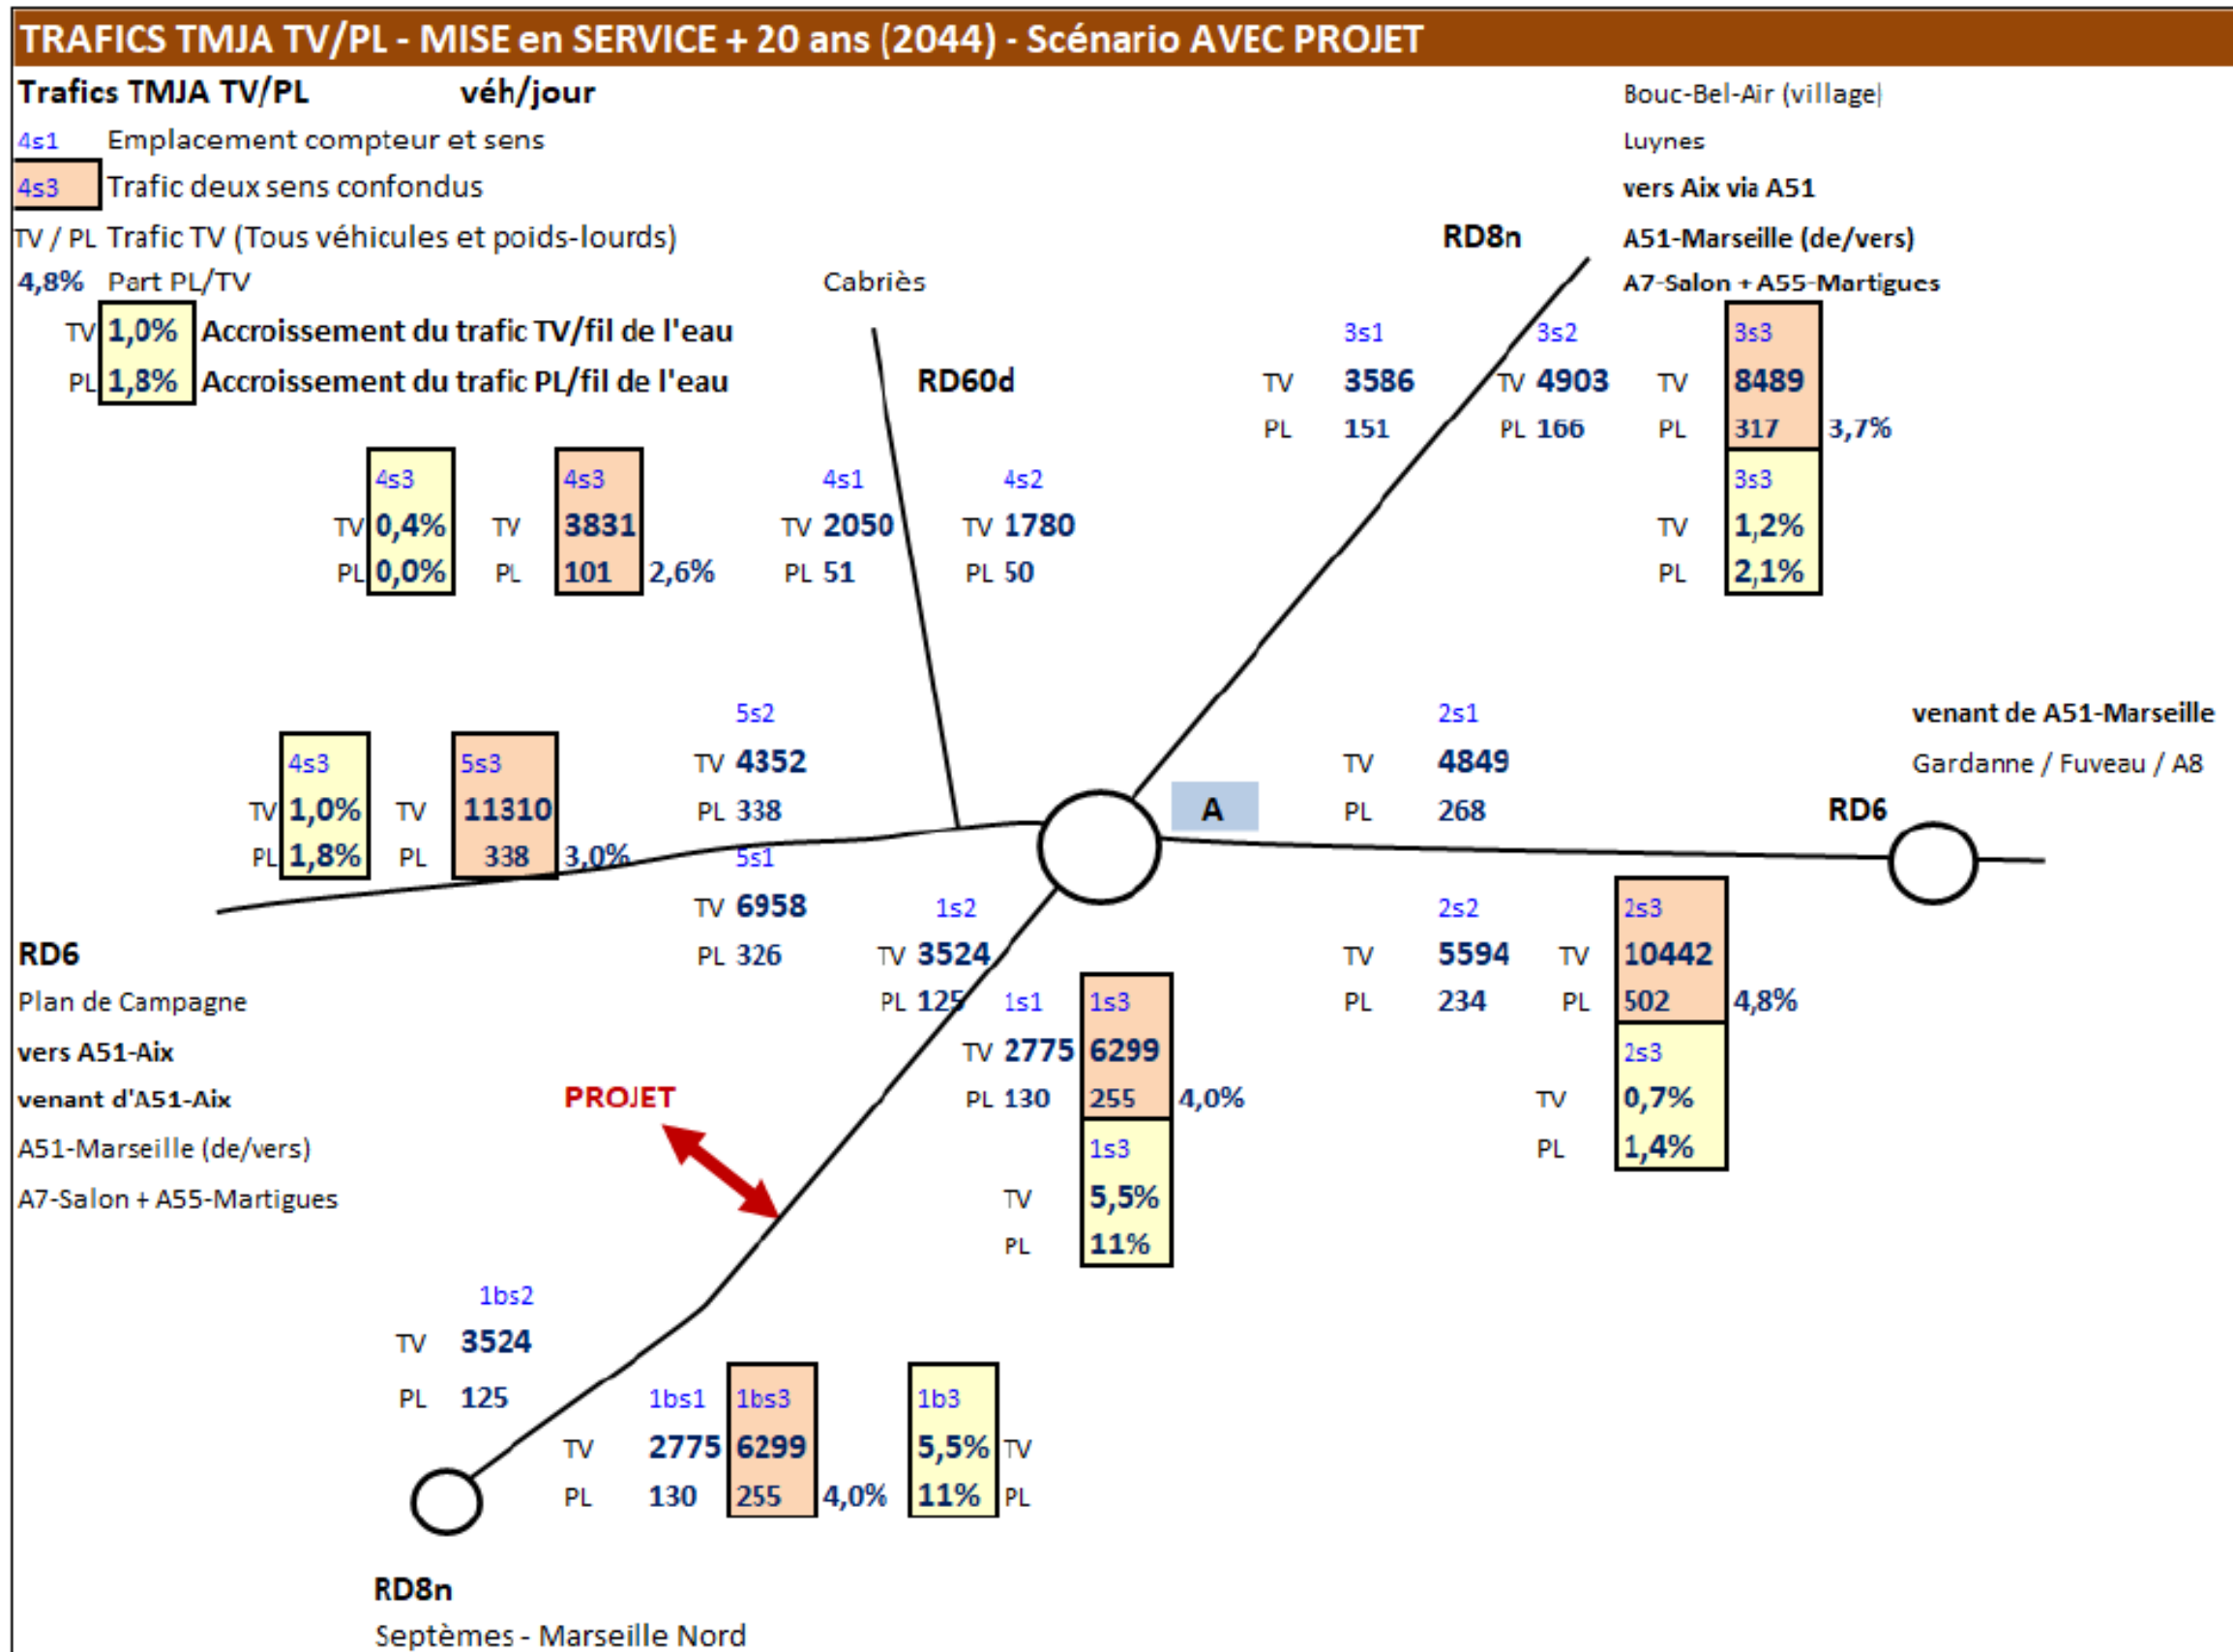 TRAFICS TMJA TV/PL - MISE en SERVICE + 20 ans (2044) - Scénario AVEC PROJET
Trafics TMJA TV/PL véh/jour
Bouc-Bel-Air (village)
4s1 Emplacement compteur et sens
Luynes
4s3 Trafic deux sens confondus
vers Aix via A51
TV / PL Trafic TV (Tous véhicules et poids-lourds)
RD8n
A51-Marseille (de/vers)
4,8% Part PL/TV
Cabriès
A7-Salon + A55-Martigues
TV 1,0% Accroissement du trafic TV/fil de l'eau
3s1 3s2 3s3
PL 1,8% Accroissement du trafic PL/fil de l'eau
RD60d
TV 3586 TV 4903 TV 8489
PL 151 PL 166 PL 317 3,7%
4s3 4s3 4s1 4s2 3s3
TV 0,4% TV 3831 TV 2050 TV 1780 TV 1,2%
PL 0,0% PL 101 2,6% PL 51 PL 50 PL 2,1%
5s2 2s1 venant de A51-Marseille
4s3 5s3 TV 4352 TV 4849 Gardanne / Fuveau / A8
TV 1,0% TV 11310 PL 338 A PL 268 RD6
PL 1,8% PL 338 3,0% 5s1
TV 6958 1s2 2s2 2s3
RD6 PL 326 TV 3524 TV 5594 TV 10442
Plan de Campagne PL 125 1s1 1s3 PL 234 PL 502 4,8%
vers A51-Aix TV 2775 6299 2s3
venant d'A51-Aix PROJET PL 130 255 4,0% TV 0,7%
A51-Marseille (de/vers) 1s3 PL 1,4%
A7-Salon + A55-Martigues TV 5,5%
PL 11%
1bs2
TV 3524
PL 125 1bs1 1bs3 1b3
TV 2775 6299 5,5% TV
PL 130 255 4,0% 11% PL
RD8n
Septèmes - Marseille Nord